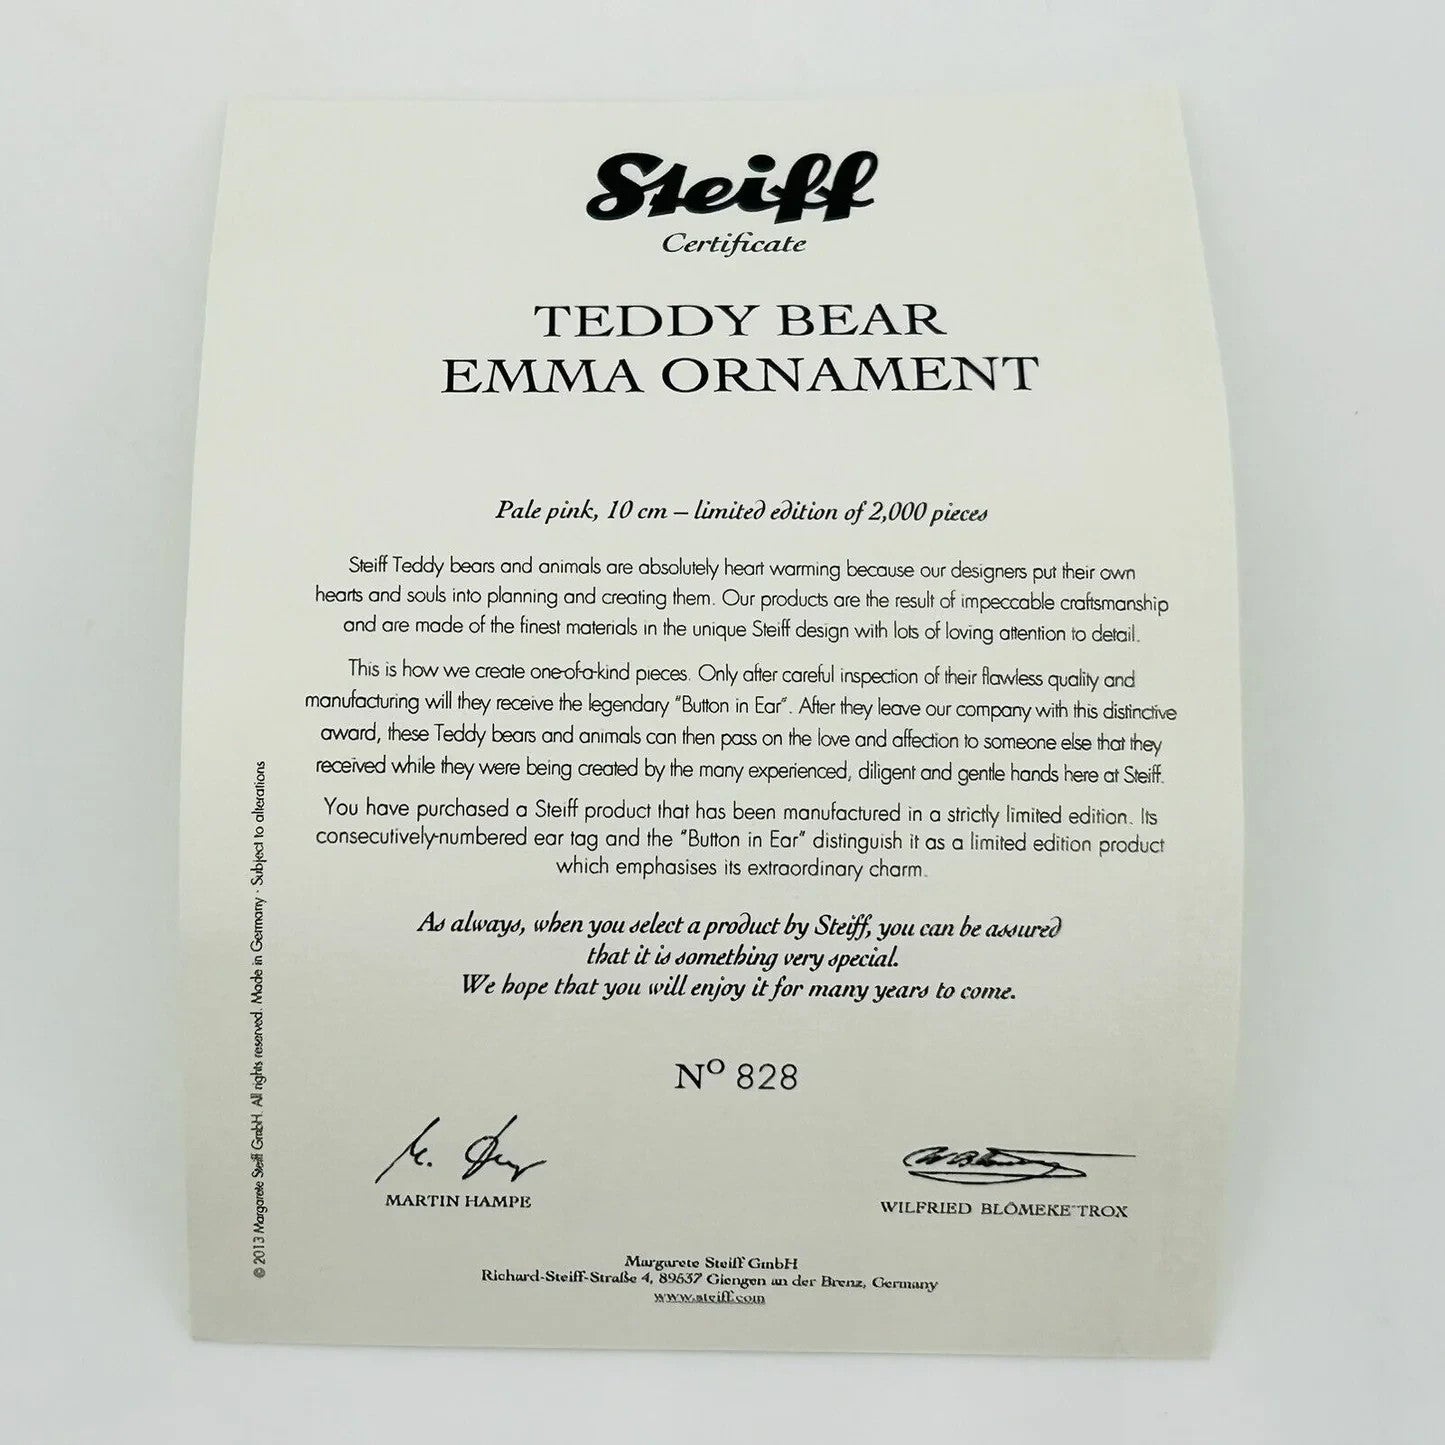 Steiff
Certificate
TEDDY BEAR
EMMA ORNAMENT
Pale pink, 10 cm – limited edition of 2,000 pieces
Steiff Teddy bears and animals are absolutely heart warming because our designers put their own
hearts and souls into planning and creating them. Our products are the result of impeccable craftsmanship
and are made of the finest materials in the unique Steiff design with lots of loving attention to detail.
This is how we create one-of-a-kind pieces. Only after careful inspection of their flawless quality and
manufacturing will they receive the legendary "Button in Ear". After they leave our company with this distinctive
award, these Teddy bears and animals can then pass on the love and affection to someone else that they
received while they were being created by the many experienced, diligent and gentle hands here at Steiff.
You have purchased a Steiff product that has been manufactured in a strictly limited edition. Its
consecutively-numbered ear tag and the "Button in Ear" distinguish it as a limited edition product
which emphasises its extraordinary charm.
As always, when you select a product by Steiff, you can be assured
that it is something very special.
We hope that you will enjoy it for many years to come.
Nº 828
MARTIN HAMPE
WILFRIED BLÖMEKE-TROX
Margarete Steiff GmbH
Richard-Steiff-Straße 4, 89537 Giengen an der Brenz, Germany
www.steiff.com
© 2013 Margarete Steiff GmbH. All rights reserved. Made in Germany · Subject to alterations